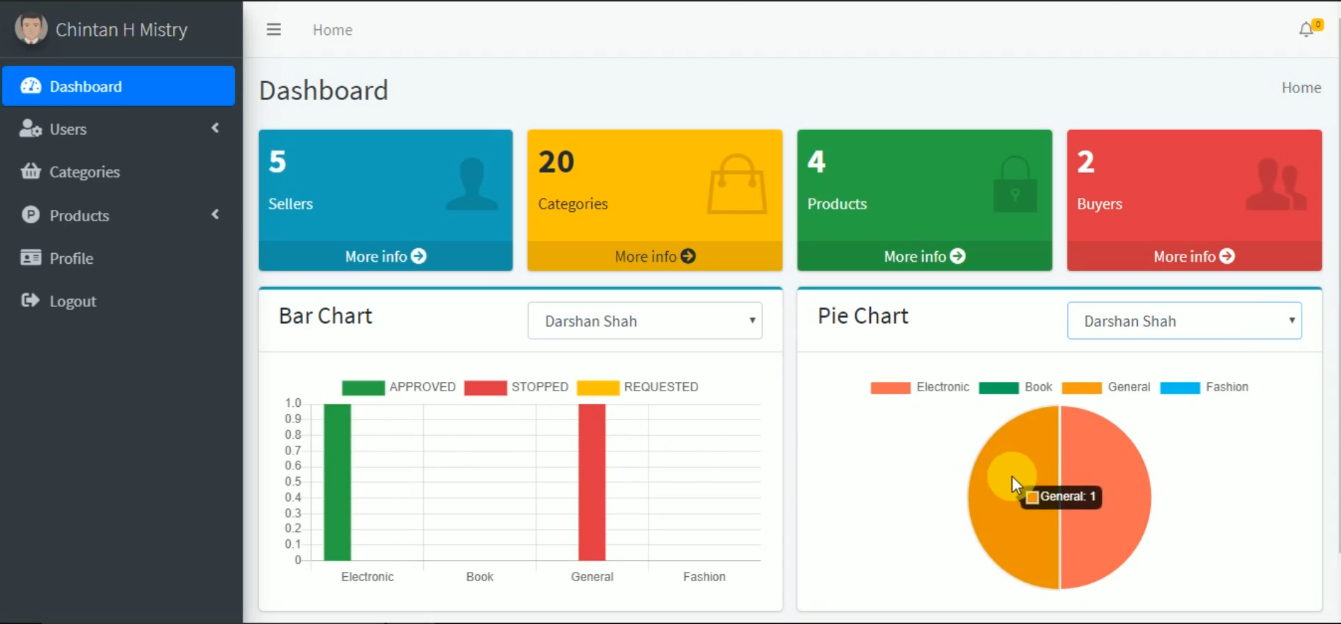 Chintan H Mistry
Home
0
Dashboard
Users
Categories
Products
Profile
Logout
Dashboard
Home
5
Sellers
More info
20
Categories
More info
4
Products
More info
2
Buyers
More info
Bar Chart
Darshan Shah
APPROVED STOPPED REQUESTED
1.0
0.9
0.8
0.7
0.6
0.5
0.4
0.3
0.2
0.1
0
Electronic Book General Fashion
Pie Chart
Darshan Shah
Electronic Book General Fashion
General: 1